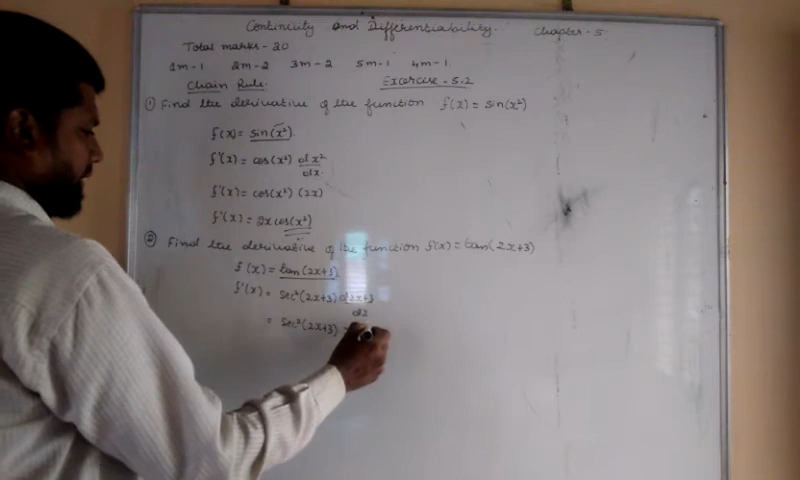 Continuity and Differentiability. Chapter - 5
Total marks - 20
1m - 1 2m - 2 3m - 2 5m - 1 4m - 1
Chain Rule. Exercise - 5.2
① Find the derivative of the function f(x) = sin(x²)
f(x) = sin(x²).
f'(x) = cos(x²) dx²/dx.
f'(x) = cos(x²) (2x)
f'(x) = 2x cos(x²)
② Find the derivative of the function f(x) = tan(2x+3)
f(x) = tan(2x+3).
f'(x) = sec²(2x+3) d2x+3/dx
= sec²(2x+3)